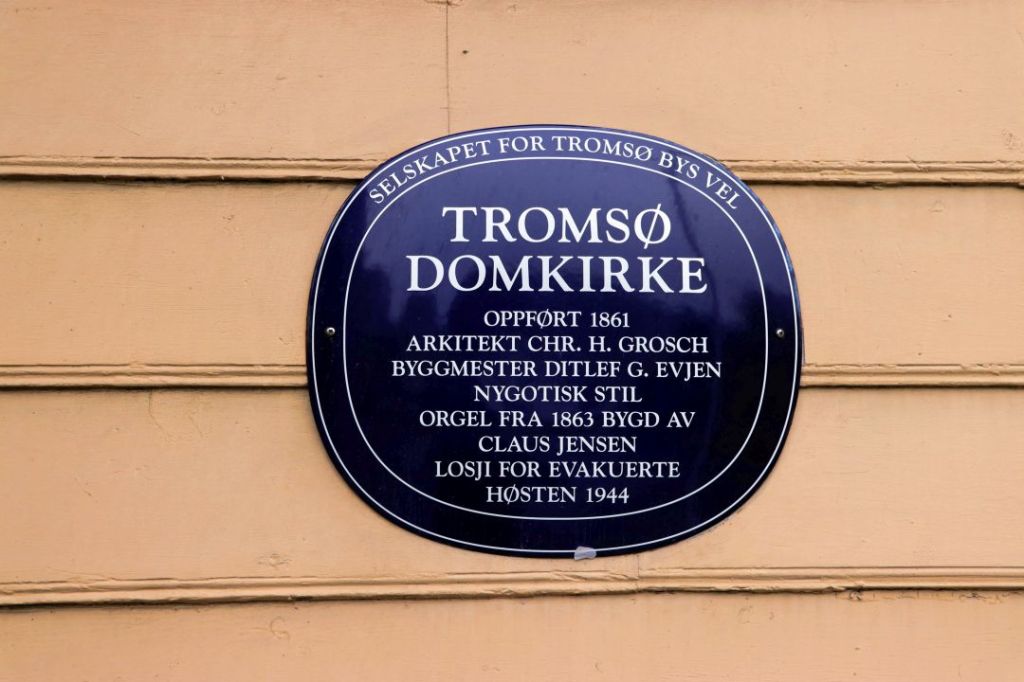 SELSKAPET FOR TROMSØ BYS VEL
TROMSØ
DOMKIRKE
OPPFØRT 1861
ARKITEKT CHR. H. GROSCH
BYGGMESTER DITLEF G. EVJEN
NYGOTISK STIL
ORGEL FRA 1863 BYGD AV
CLAUS JENSEN
LOSJI FOR EVAKUERTE
HØSTEN 1944